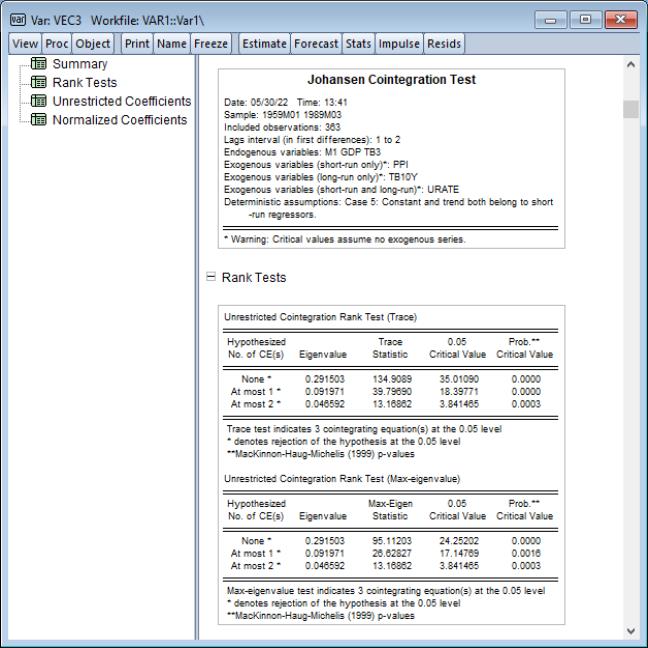 var Var: VEC3 Workfile: VAR1::Var1\
View Proc Object Print Name Freeze Estimate Forecast Stats Impulse Resids
Summary
Rank Tests
Unrestricted Coefficients
Normalized Coefficients
Johansen Cointegration Test
Date: 05/30/22 Time: 13:41
Sample: 1959M01 1989M03
Included observations: 363
Lags interval (in first differences): 1 to 2
Endogenous variables: M1 GDP TB3
Exogenous variables (short-run only)*: PPI
Exogenous variables (long-run only)*: TB10Y
Exogenous variables (short-run and long-run)*: URATE
Deterministic assumptions: Case 5: Constant and trend both belong to short
-run regressors.
* Warning: Critical values assume no exogenous series.
Rank Tests
Unrestricted Cointegration Rank Test (Trace)
Hypothesized Trace 0.05 Prob.**
No. of CE(s) Eigenvalue Statistic Critical Value Critical Value
None * 0.291503 134.9089 35.01090 0.0000
At most 1 * 0.091971 39.79690 18.39771 0.0000
At most 2 * 0.046592 13.16862 3.841465 0.0003
Trace test indicates 3 cointegrating equation(s) at the 0.05 level
* denotes rejection of the hypothesis at the 0.05 level
**MacKinnon-Haug-Michelis (1999) p-values
Unrestricted Cointegration Rank Test (Max-eigenvalue)
Hypothesized Max-Eigen 0.05 Prob.**
No. of CE(s) Eigenvalue Statistic Critical Value Critical Value
None * 0.291503 95.11203 24.25202 0.0000
At most 1 * 0.091971 26.62827 17.14769 0.0016
At most 2 * 0.046592 13.16862 3.841465 0.0003
Max-eigenvalue test indicates 3 cointegrating equation(s) at the 0.05 level
* denotes rejection of the hypothesis at the 0.05 level
**MacKinnon-Haug-Michelis (1999) p-values